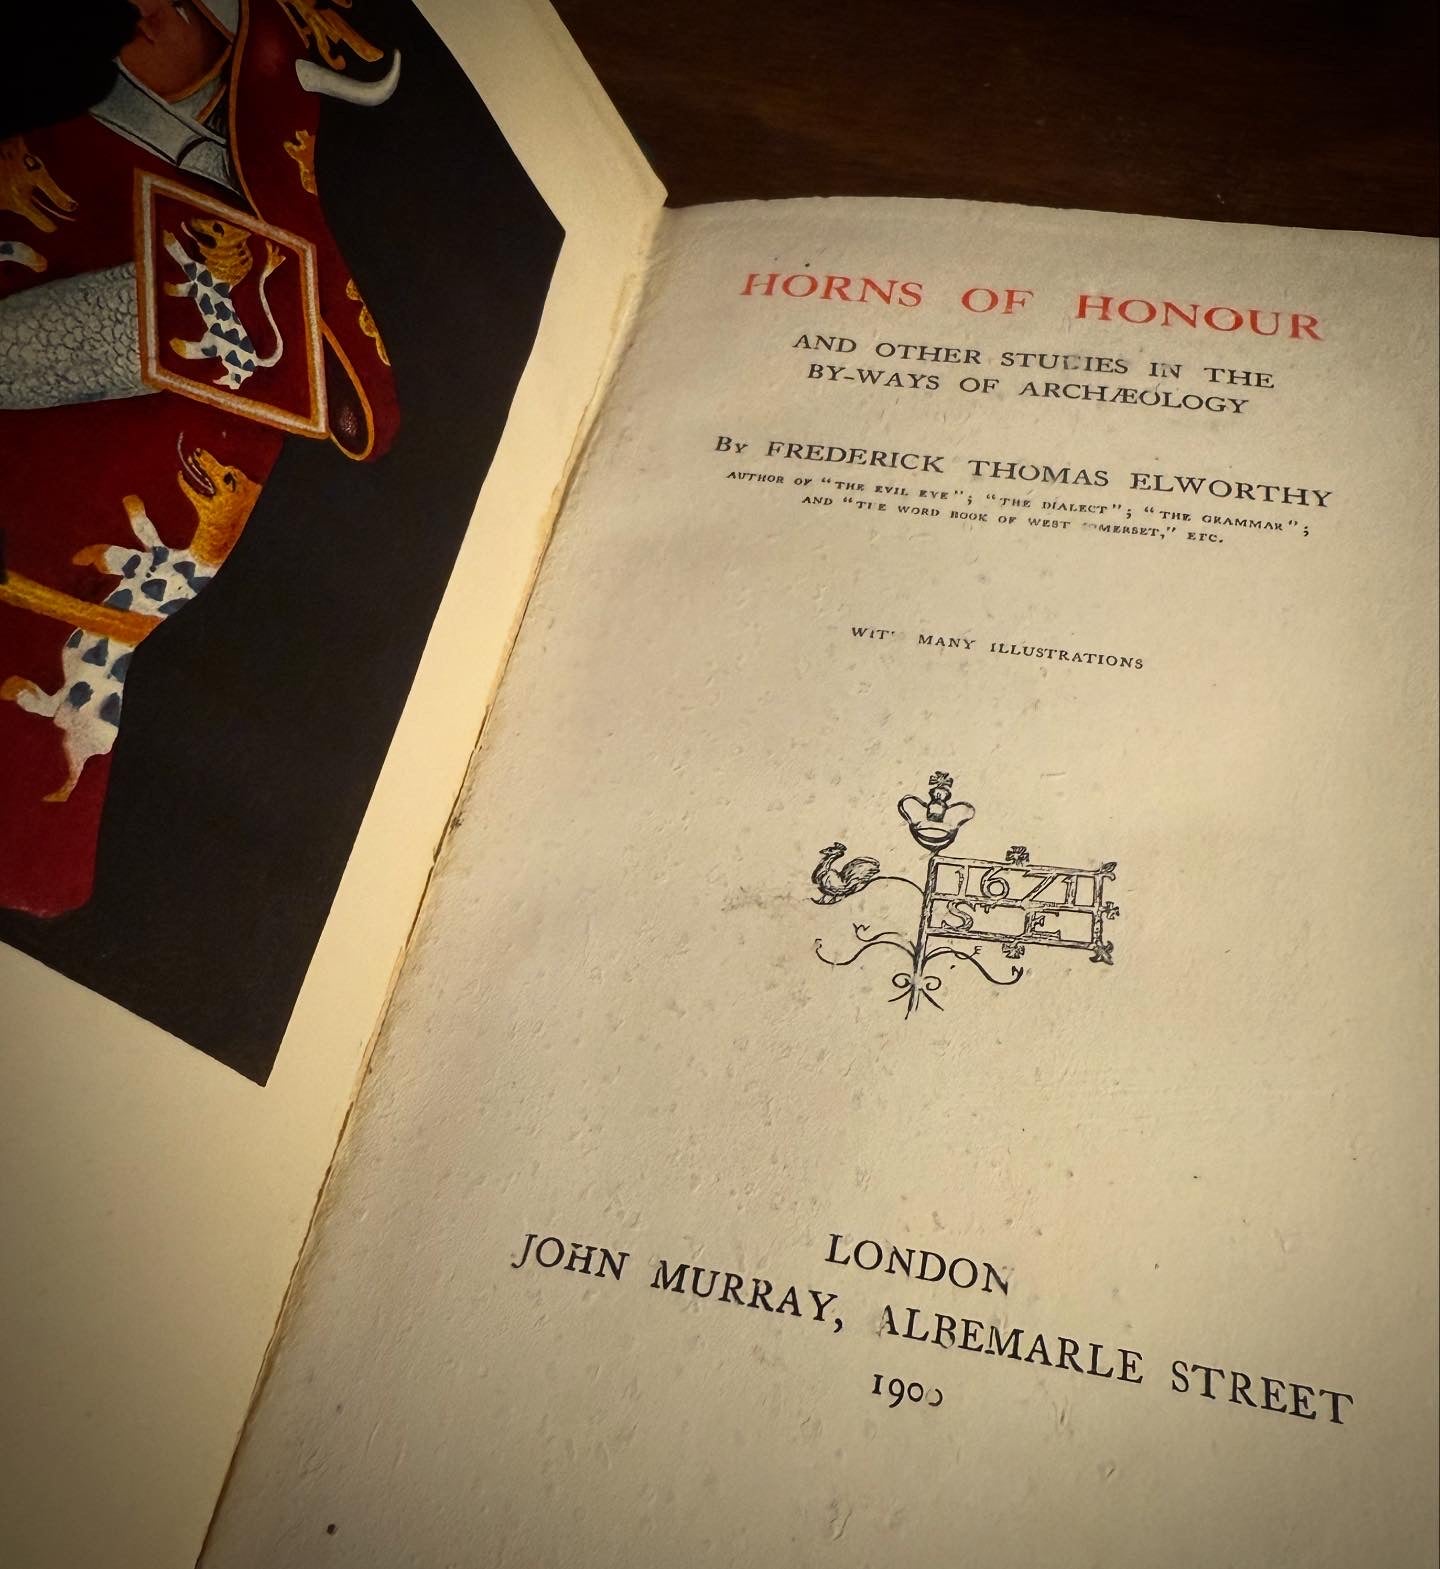 HORNS OF HONOUR
AND OTHER STUDIES IN THE
BY-WAYS OF ARCHÆOLOGY
By FREDERICK THOMAS ELWORTHY
AUTHOR OF "THE EVIL EYE"; "THE DIALECT"; "THE GRAMMAR";
AND "THE WORD BOOK OF WEST SOMERSET," ETC.
WITH MANY ILLUSTRATIONS
1671
ST E
W E N
LONDON
JOHN MURRAY, ALBEMARLE STREET
1900